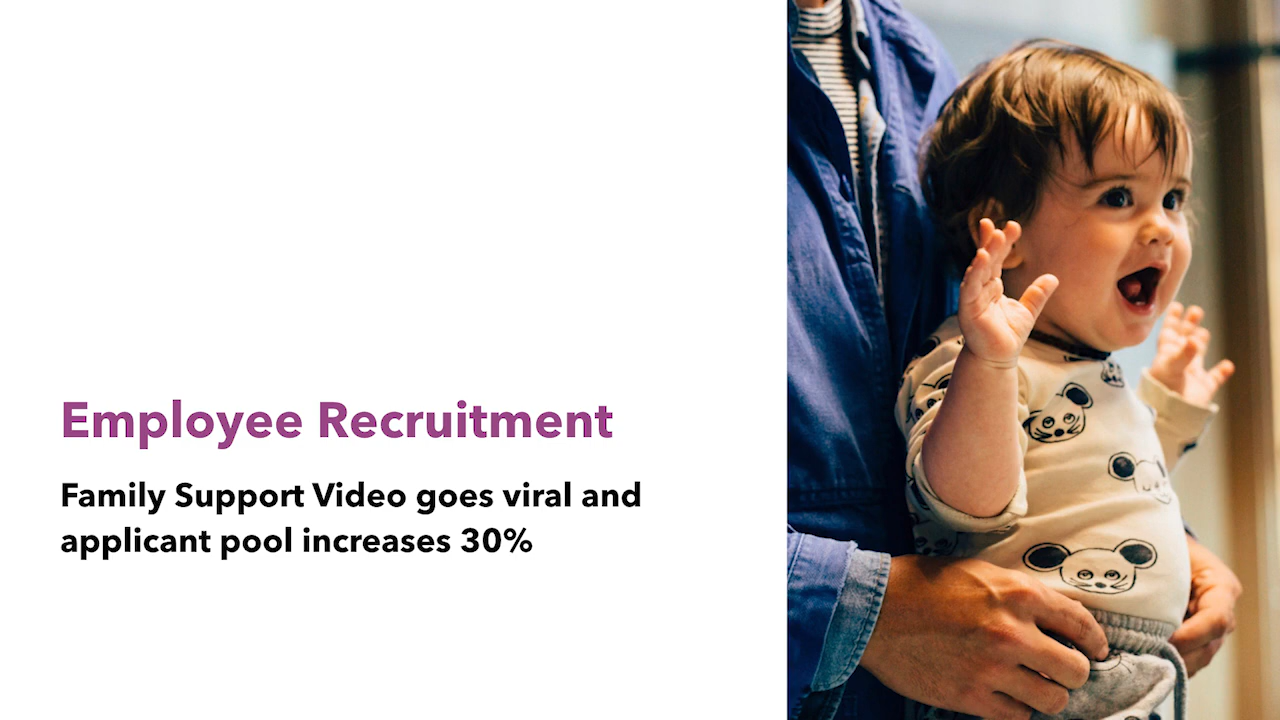 Employee Recruitment
Family Support Video goes viral and
applicant pool increases 30%